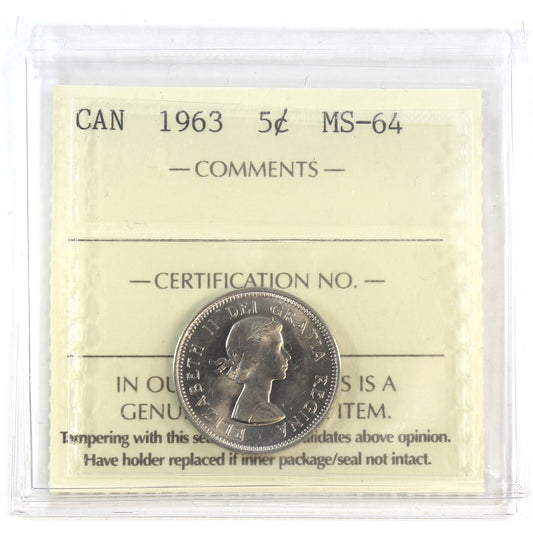 CAN 1963 5¢ MS-64
— COMMENTS —
— CERTIFICATION NO. —
ELIZABETH II DEI GRATIA REGINA
IN OU S IS A
GENU ITEM.
Tampering with this se idates above opinion.
Have holder replaced if inner package/seal not intact.